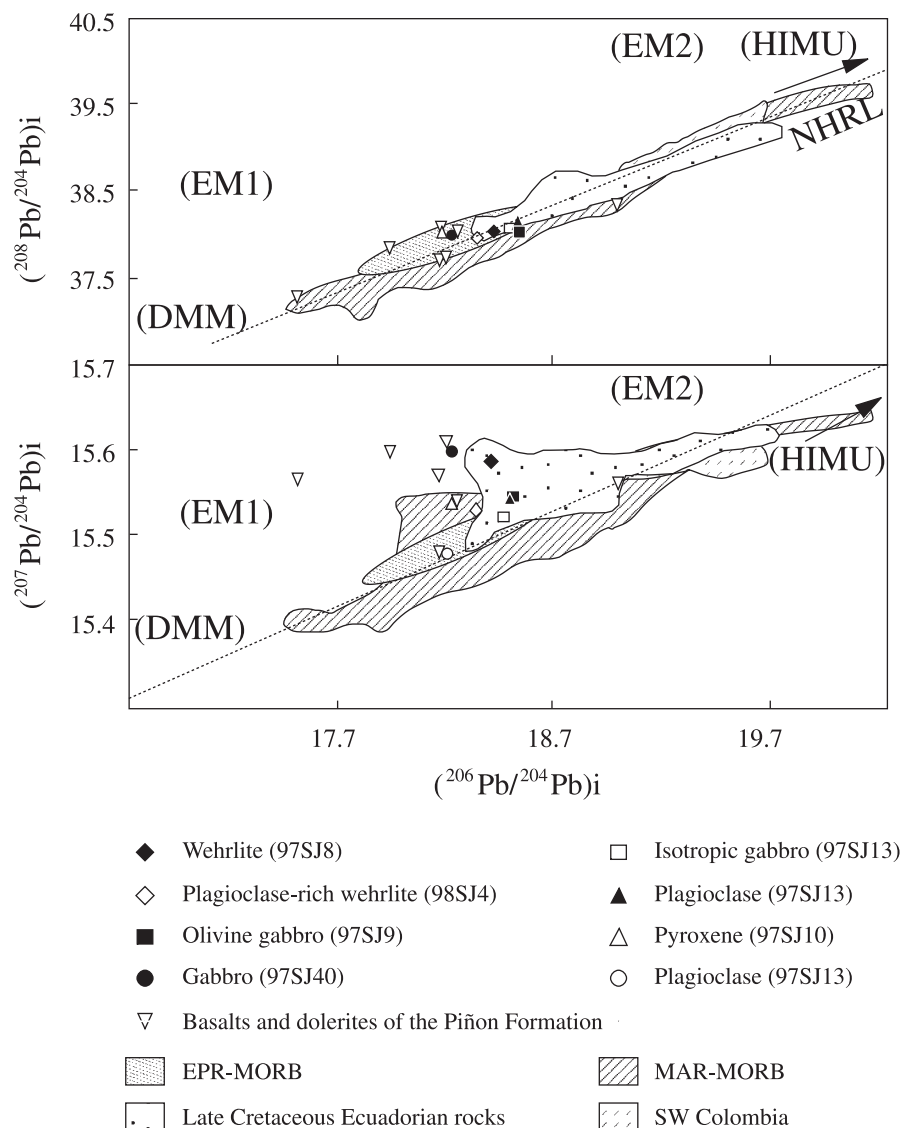 40.5
(EM2) (HIMU)
39.5
NHRL
(EM1)
38.5
37.5
(DMM)
(208Pb/204Pb)i
15.7
(EM2)
15.6
(HIMU)
(EM1)
15.5
15.4
(DMM)
(207Pb/204Pb)i
17.7 18.7 19.7
(206Pb/204Pb)i
Wehrlite (97SJ8) Isotropic gabbro (97SJ13)
Plagioclase-rich wehrlite (98SJ4) Plagioclase (97SJ13)
Olivine gabbro (97SJ9) Pyroxene (97SJ10)
Gabbro (97SJ40) Plagioclase (97SJ13)
Basalts and dolerites of the Piñon Formation
EPR-MORB MAR-MORB
Late Cretaceous Ecuadorian rocks SW Colombia